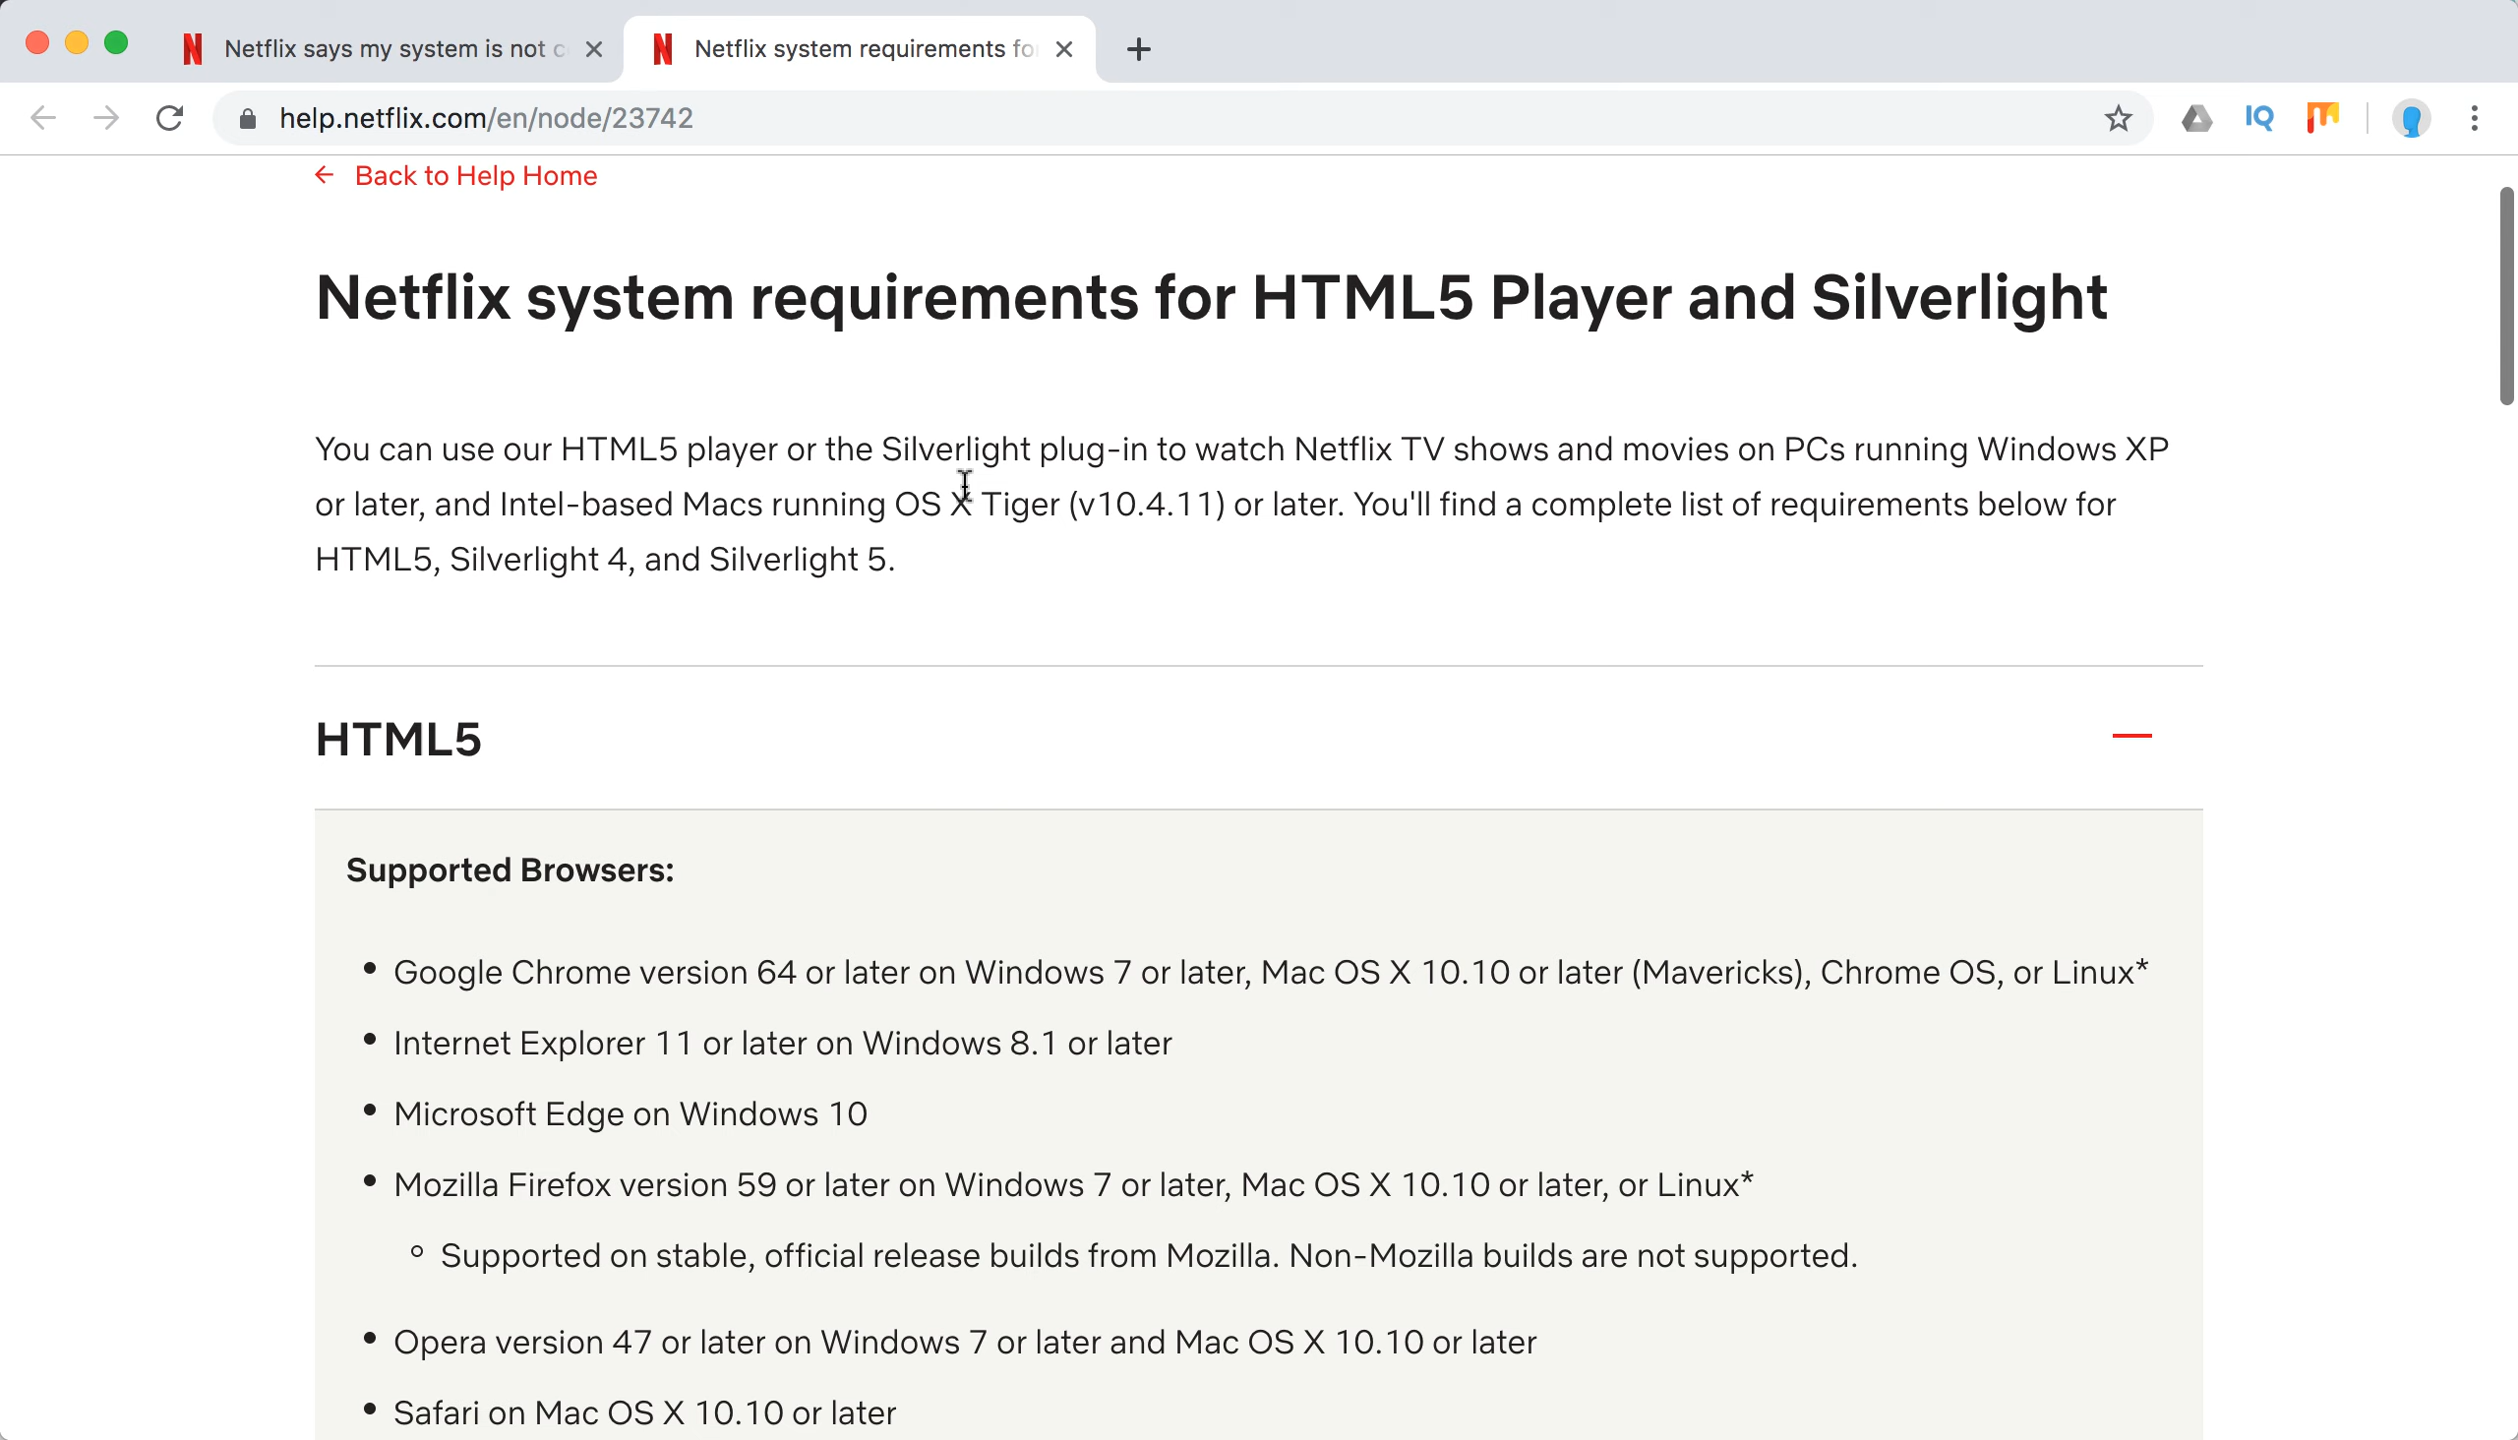 Netflix says my system is not c
Netflix system requirements fo
help.netflix.com/en/node/23742
IQ
← Back to Help Home
Netflix system requirements for HTML5 Player and Silverlight
You can use our HTML5 player or the Silverlight plug-in to watch Netflix TV shows and movies on PCs running Windows XP
or later, and Intel-based Macs running OS X Tiger (v10.4.11) or later. You'll find a complete list of requirements below for
HTML5, Silverlight 4, and Silverlight 5.
HTML5
Supported Browsers:
• Google Chrome version 64 or later on Windows 7 or later, Mac OS X 10.10 or later (Mavericks), Chrome OS, or Linux*
• Internet Explorer 11 or later on Windows 8.1 or later
• Microsoft Edge on Windows 10
• Mozilla Firefox version 59 or later on Windows 7 or later, Mac OS X 10.10 or later, or Linux*
○ Supported on stable, official release builds from Mozilla. Non-Mozilla builds are not supported.
• Opera version 47 or later on Windows 7 or later and Mac OS X 10.10 or later
• Safari on Mac OS X 10.10 or later